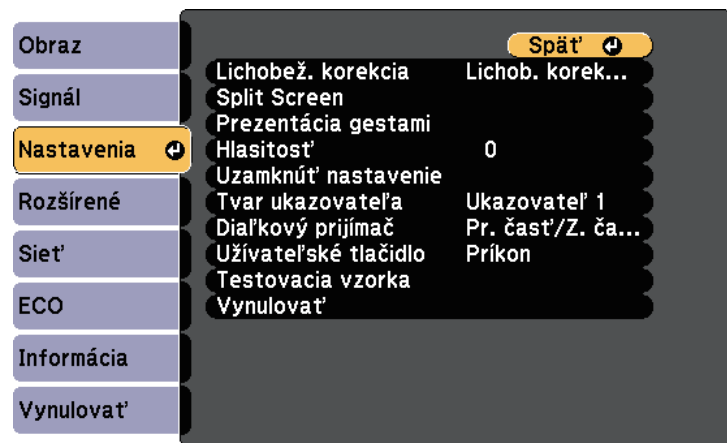 Obraz
Signál
Nastavenia
Rozšírené
Sieť
ECO
Informácia
Vynulovať
Späť
Lichobež. korekcia Lichob. korek...
Split Screen
Prezentácia gestami
Hlasitosť 0
Uzamknúť nastavenie
Tvar ukazovateľa Ukazovateľ 1
Diaľkový prijímač Pr. časť/Z. ča...
Užívateľské tlačidlo Príkon
Testovacia vzorka
Vynulovať